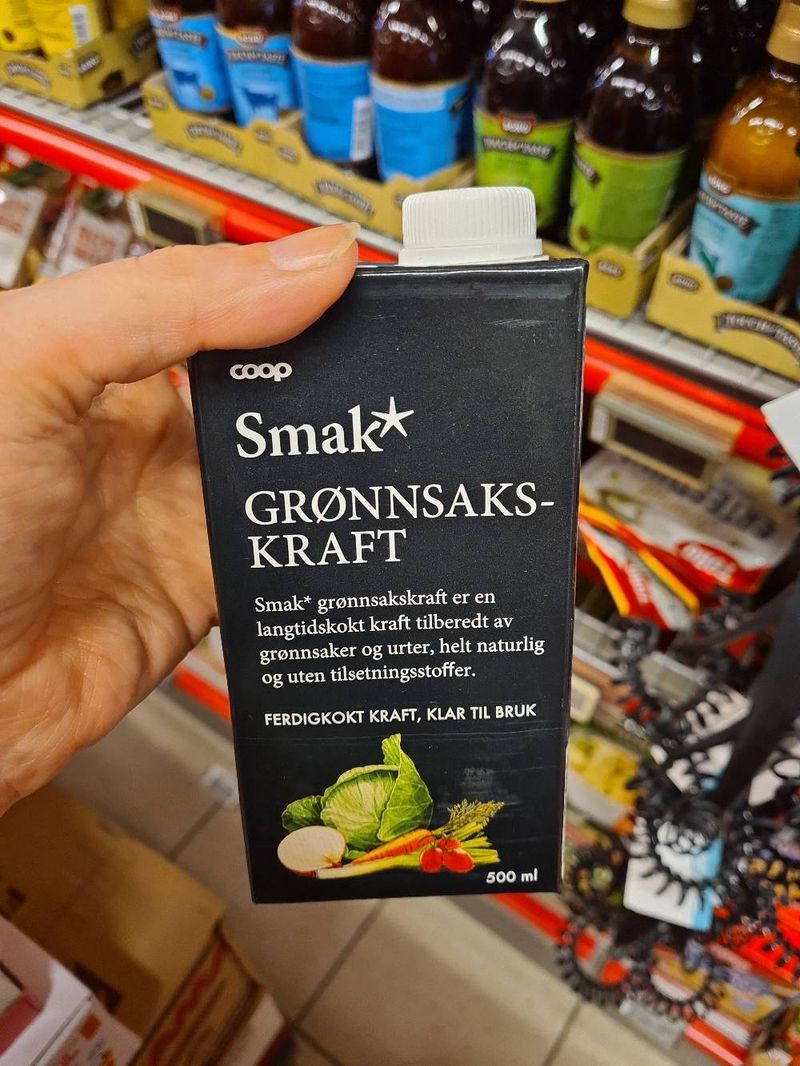 coop
Smak*
GRØNNSAKS-
KRAFT
Smak* grønnsakskraft er en
langtidskokt kraft tilberedt av
grønnsaker og urter, helt naturlig
og uten tilsetningsstoffer.
FERDIGKOKT KRAFT, KLAR TIL BRUK
500 ml